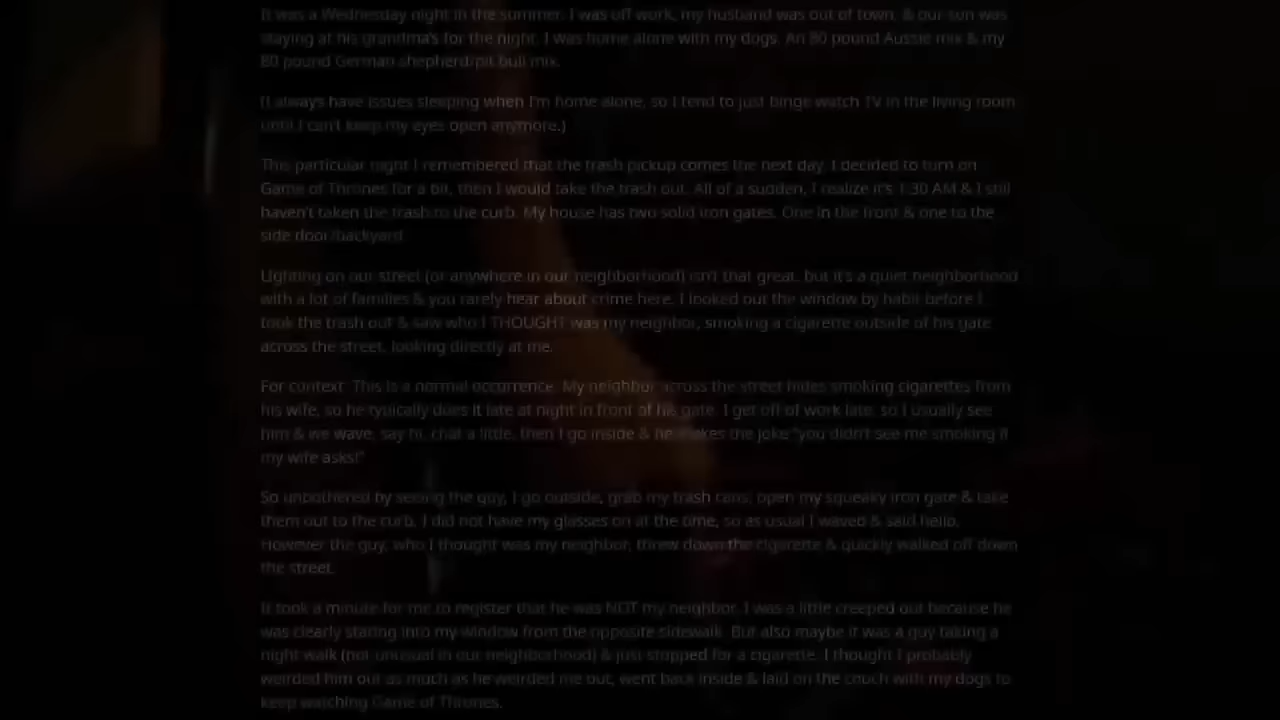 It was a Wednesday night in the summer. I was off work, my husband was out of town, & our son was
staying at his grandma's for the night. I was home alone with my dogs. An 80 pound Aussie mix & my
80 pound German shepherd/pit bull mix.
(I always have issues sleeping when I'm home alone, so I tend to just binge watch TV in the living room
until I can't keep my eyes open anymore.)
This particular night I remembered that the trash pickup comes the next day. I decided to turn on
Game of Thrones for a bit, then I would take the trash out. All of a sudden, I realize it's 1:30 AM & I still
haven't taken the trash to the curb. My house has two solid iron gates. One in the front & one to the
side door/backyard.
Lighting on our street (or anywhere in our neighborhood) isn't that great, but it's a quiet neighborhood
with a lot of families & you rarely hear about crime here. I looked out the window by habit before I
took the trash out & saw who I THOUGHT was my neighbor, smoking a cigarette outside of his gate
across the street, looking directly at me.
For context: This is a normal occurrence. My neighbor across the street hides smoking cigarettes from
his wife, so he typically does it late at night in front of his gate. I get off of work late, so I usually see
him & we wave, say hi, chat a little, then I go inside & he makes the joke "you didn't see me smoking if
my wife asks!"
So unbothered by seeing the guy, I go outside, grab my trash cans, open my squeaky iron gate & take
them out to the curb. I did not have my glasses on at the time, so as usual I waved & said hello.
However the guy, who I thought was my neighbor, threw down the cigarette & quickly walked off down
the street.
It took a minute for me to register that he was NOT my neighbor. I was a little creeped out because he
was clearly staring into my window from the opposite sidewalk. But also maybe it was a guy taking a
night walk (not unusual in our neighborhood) & just stopped for a cigarette. I thought I probably
weirded him out as much as he weirded me out, went back inside & laid on the couch with my dogs to
keep watching Game of Thrones.